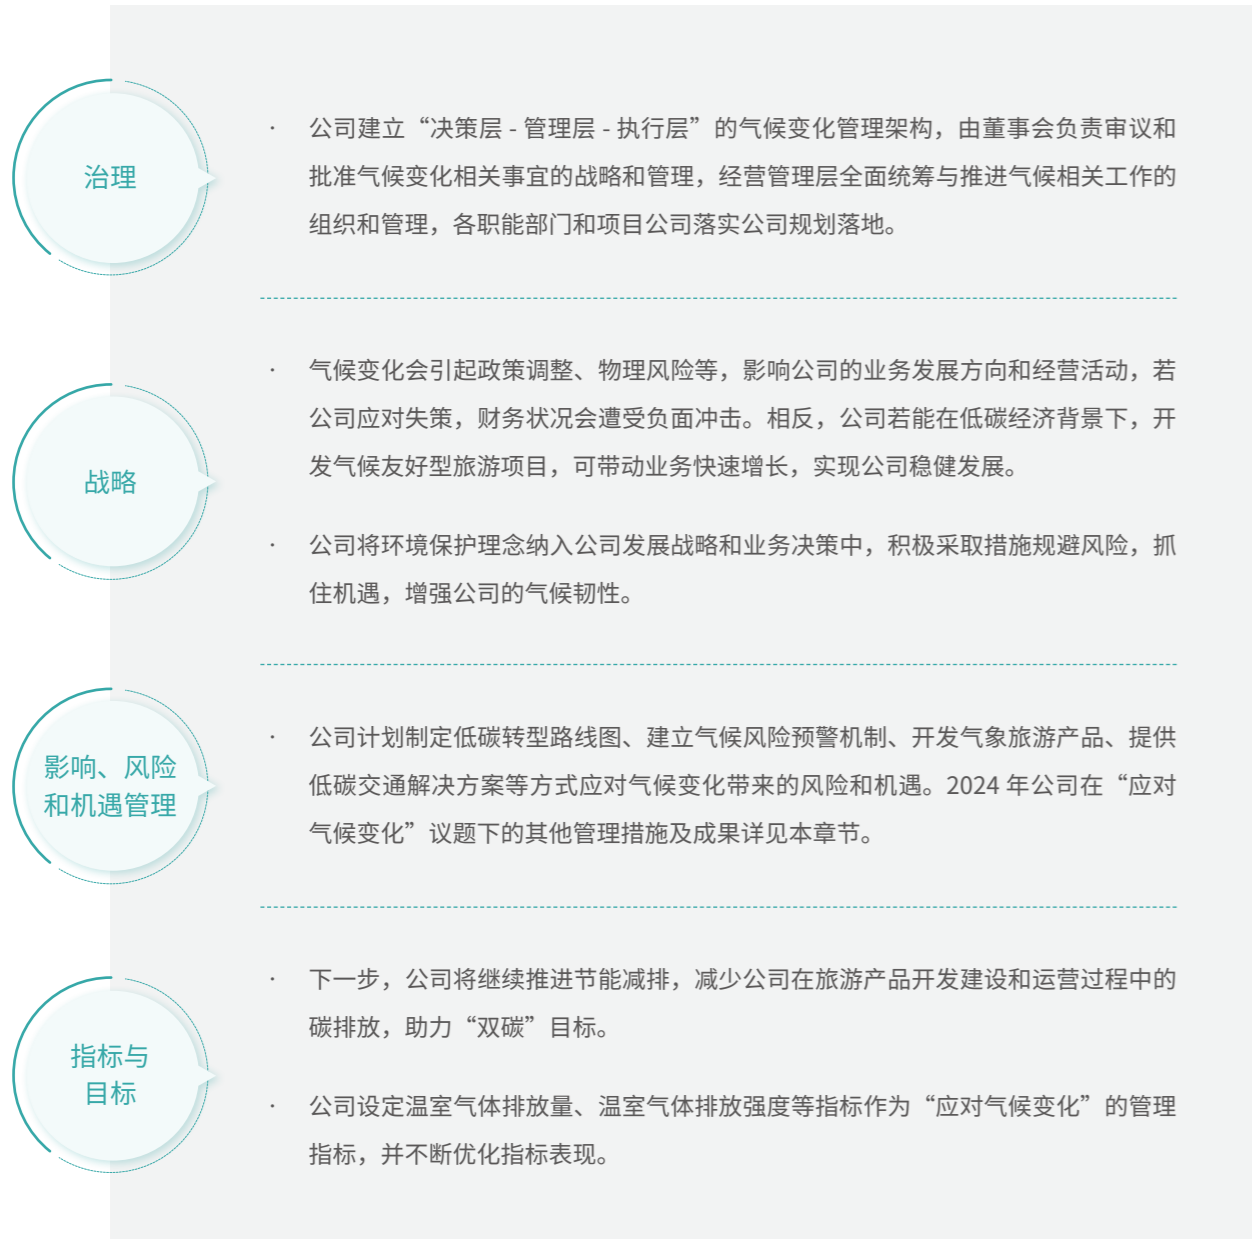 治理
· 公司建立“决策层 - 管理层 - 执行层”的气候变化管理架构，由董事会负责审议和
批准气候变化相关事宜的战略和管理，经营管理层全面统筹与推进气候相关工作的
组织和管理，各职能部门和项目公司落实公司规划落地。
战略
· 气候变化会引起政策调整、物理风险等，影响公司的业务发展方向和经营活动，若
公司应对失策，财务状况会遭受负面冲击。相反，公司若能在低碳经济背景下，开
发气候友好型旅游项目，可带动业务快速增长，实现公司稳健发展。
· 公司将环境保护理念纳入公司发展战略和业务决策中，积极采取措施规避风险，抓
住机遇，增强公司的气候韧性。
影响、风险
和机遇管理
· 公司计划制定低碳转型路线图、建立气候风险预警机制、开发气象旅游产品、提供
低碳交通解决方案等方式应对气候变化带来的风险和机遇。2024 年公司在“应对
气候变化”议题下的其他管理措施及成果详见本章节。
指标与
目标
· 下一步，公司将继续推进节能减排，减少公司在旅游产品开发建设和运营过程中的
碳排放，助力“双碳”目标。
· 公司设定温室气体排放量、温室气体排放强度等指标作为“应对气候变化”的管理
指标，并不断优化指标表现。